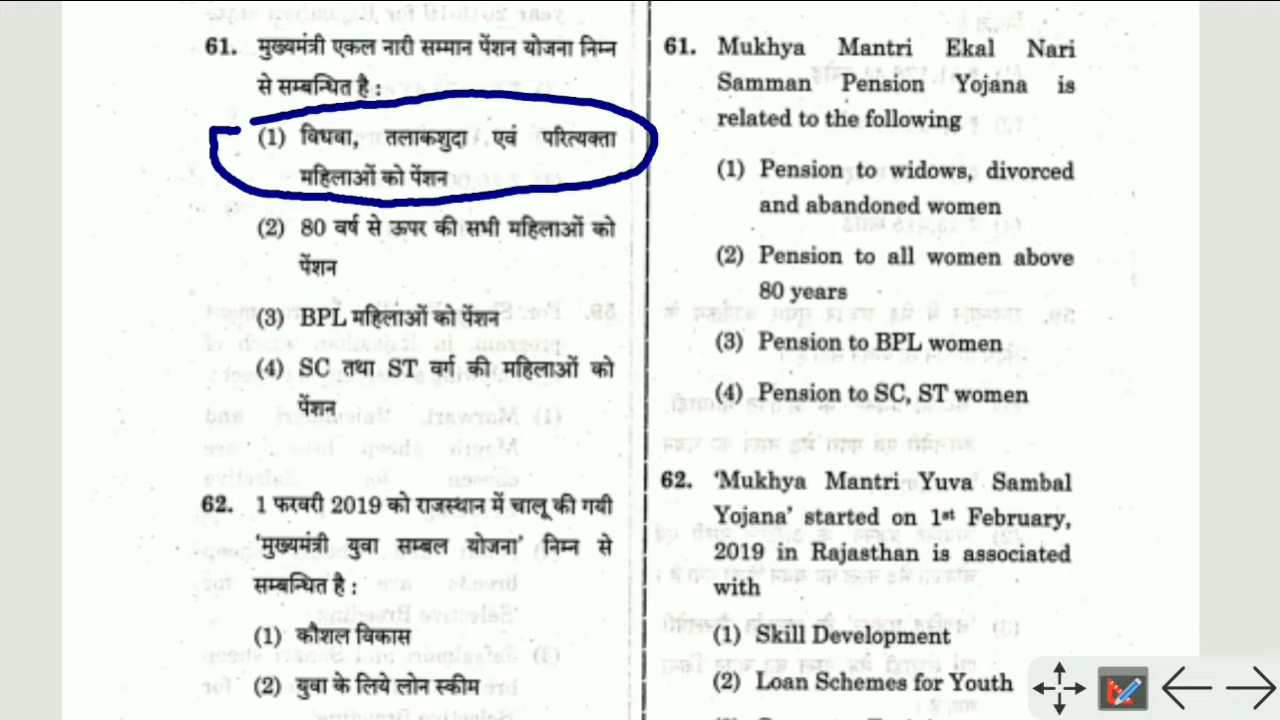 61. मुख्यमंत्री एकल नारी सम्मान पेंशन योजना निम्न
से सम्बन्धित है :
(1) विधवा, तलाकशुदा एवं परित्यक्ता
महिलाओं को पेंशन
(2) 80 वर्ष से ऊपर की सभी महिलाओं को
पेंशन
(3) BPL महिलाओं को पेंशन
(4) SC तथा ST वर्ग की महिलाओं को
पेंशन
62. 1 फरवरी 2019 को राजस्थान में चालू की गयी
'मुख्यमंत्री युवा सम्बल योजना' निम्न से
सम्बन्धित है :
(1) कौशल विकास
(2) युवा के लिये लोन स्कीम
61. Mukhya Mantri Ekal Nari
Samman Pension Yojana is
related to the following
(1) Pension to widows, divorced
and abandoned women
(2) Pension to all women above
80 years
(3) Pension to BPL women
(4) Pension to SC, ST women
62. 'Mukhya Mantri Yuva Sambal
Yojana' started on 1st February,
2019 in Rajasthan is associated
with
(1) Skill Development
(2) Loan Schemes for Youth